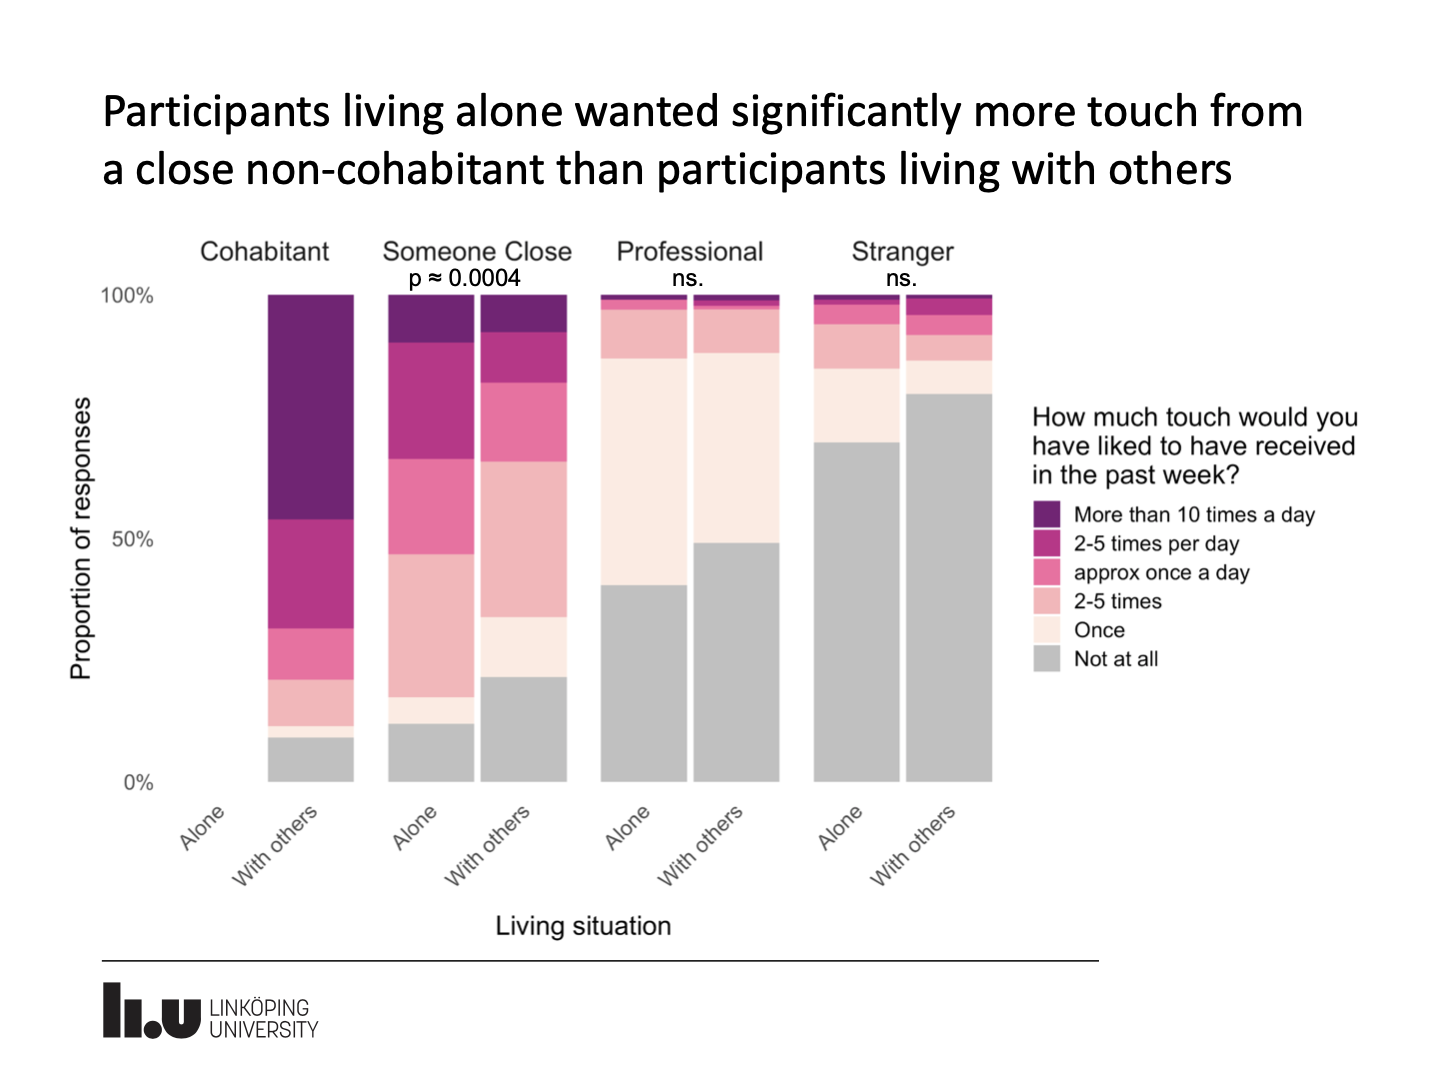 Participants living alone wanted significantly more touch from
a close non-cohabitant than participants living with others
Cohabitant
Someone Close
Professional
Stranger
p ≈ 0.0004
ns.
ns.
100%
50%
0%
Proportion of responses
Alone
With others
Alone
With others
Alone
With others
Alone
With others
Living situation
How much touch would you
have liked to have received
in the past week?
More than 10 times a day
2-5 times per day
approx once a day
2-5 times
Once
Not at all
li.u
LINKÖPING
UNIVERSITY